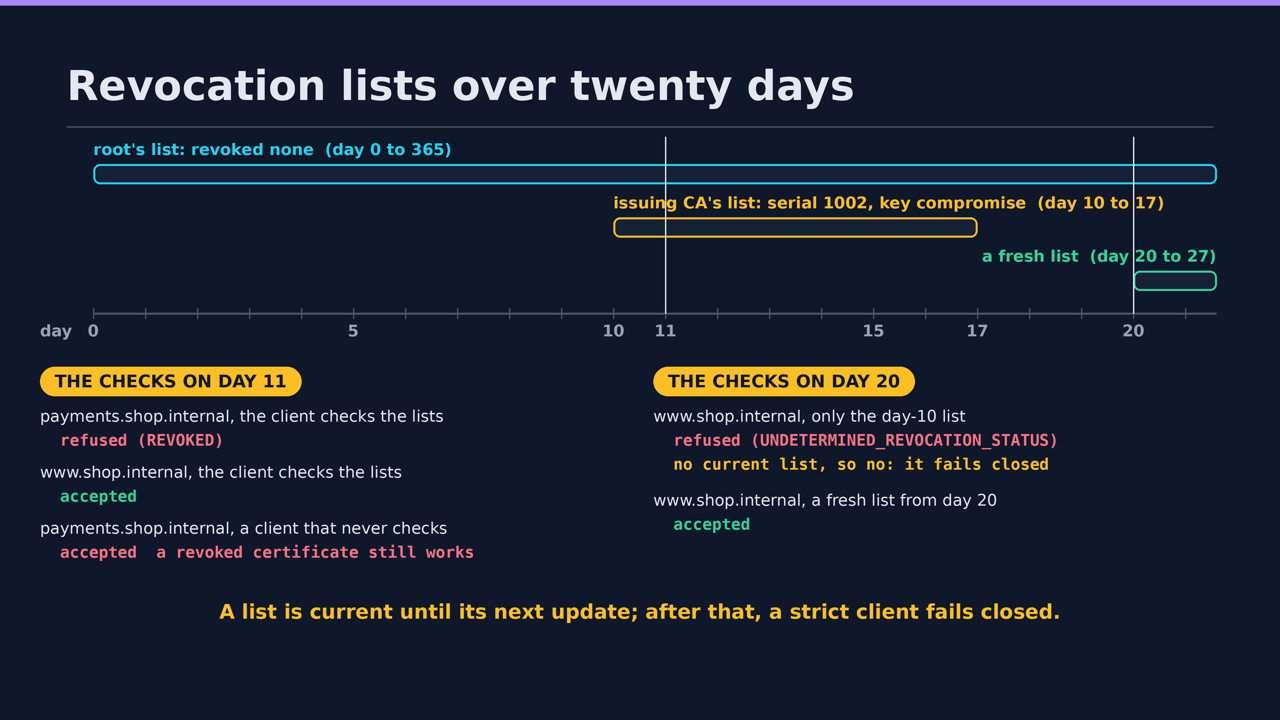 Revocation lists over twenty days
root's list: revoked none  (day 0 to 365)
issuing CA's list: serial 1002, key compromise  (day 10 to 17)
a fresh list  (day 20 to 27)
day 0 5 10 11 15 17 20
THE CHECKS ON DAY 11
payments.shop.internal, the client checks the lists
refused (REVOKED)
www.shop.internal, the client checks the lists
accepted
payments.shop.internal, a client that never checks
accepted  a revoked certificate still works
THE CHECKS ON DAY 20
www.shop.internal, only the day-10 list
refused (UNDETERMINED_REVOCATION_STATUS)
no current list, so no: it fails closed
www.shop.internal, a fresh list from day 20
accepted
A list is current until its next update; after that, a strict client fails closed.